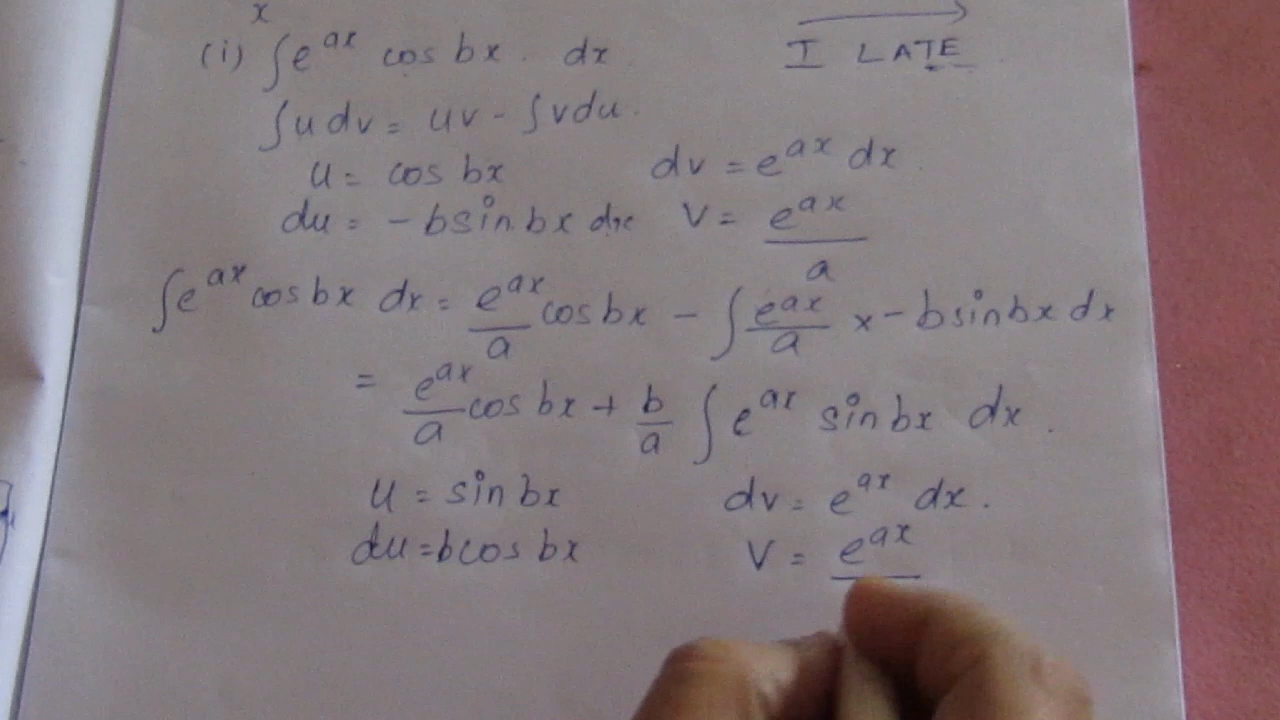 x
(i) ∫e^ax cos bx. dx I LATE
∫u dv = uv - ∫vdu.
u = cos bx dv = e^ax dx
du = -b sin bx dx v = e^ax/a
∫e^ax cos bx dx = e^ax/a cos bx - ∫ e^ax/a x - b sin bx dx
= e^ax/a cos bx + b/a ∫ e^ax sin bx dx.
u = sin bx dv = e^ax dx.
du = b cos bx v = e^ax